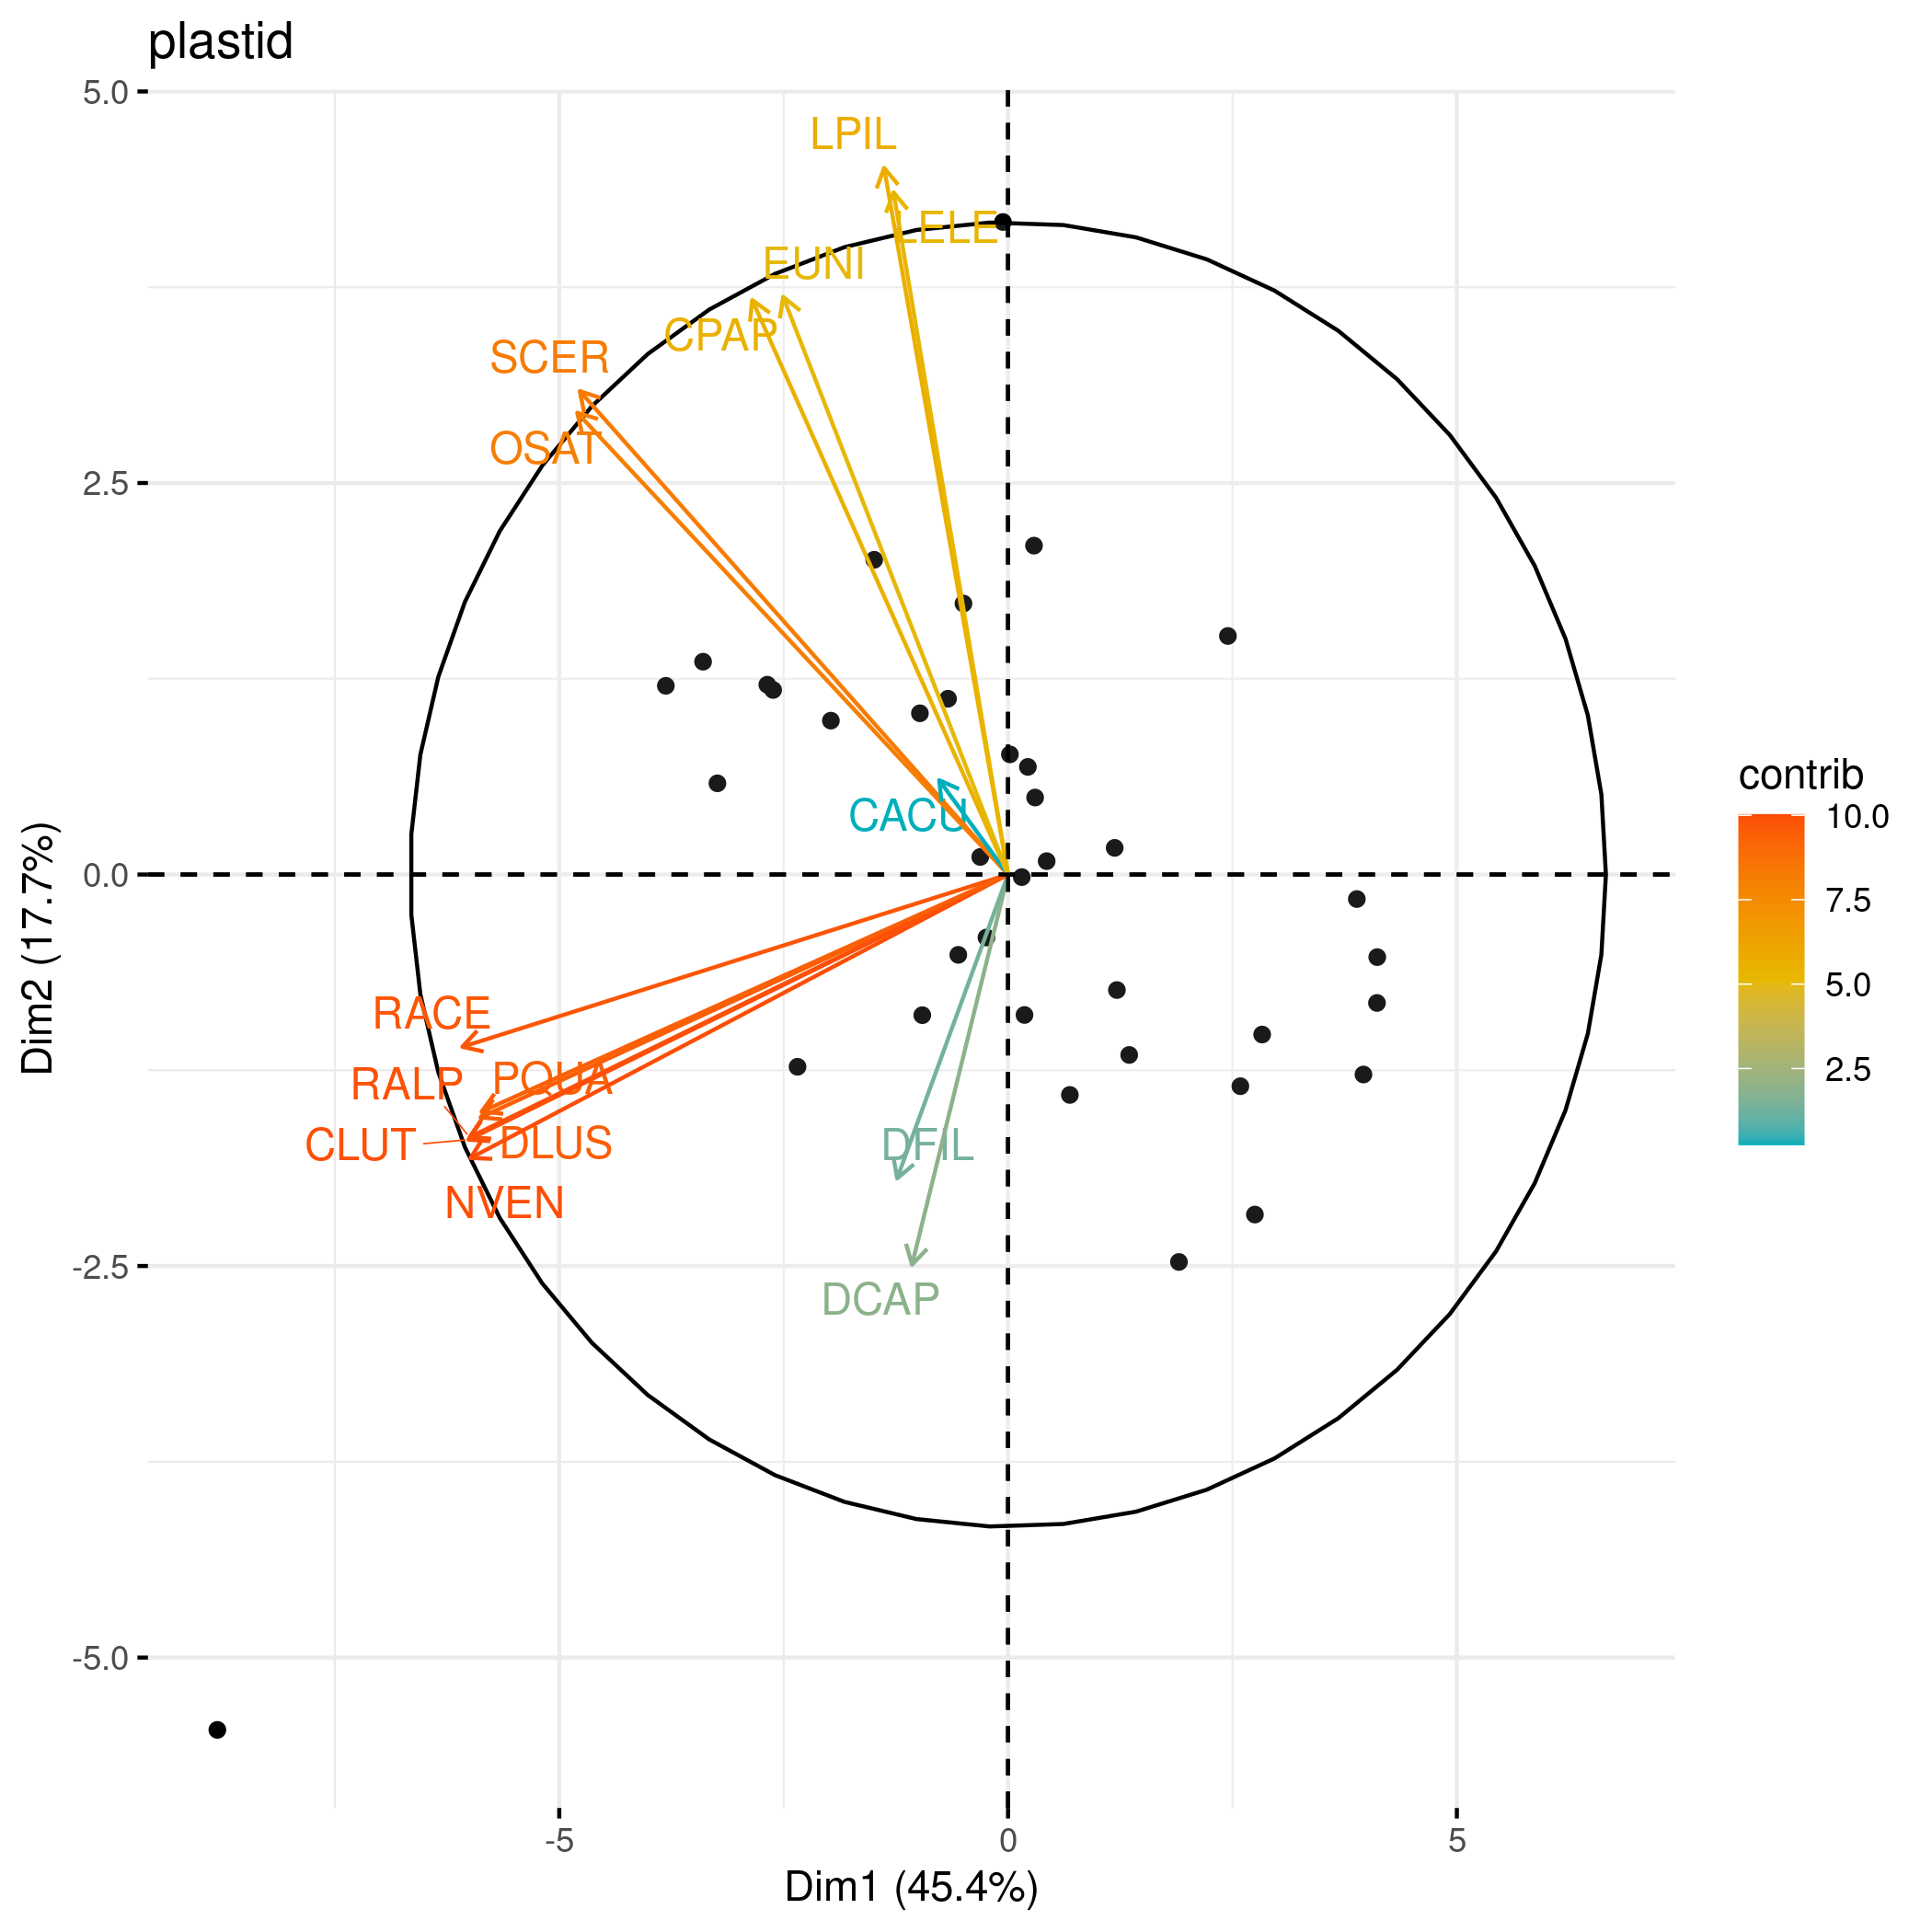 plastid
5.0
2.5
0.0
-2.5
-5.0
Dim2 (17.7%)
LPIL
LELE
EUNI
CPAP
SCER
OSAT
CACU
RACE
RALP
PQUA
CLUT
DLUS
NVEN
DFIL
DCAP
-5
0
5
Dim1 (45.4%)
contrib
10.0
7.5
5.0
2.5